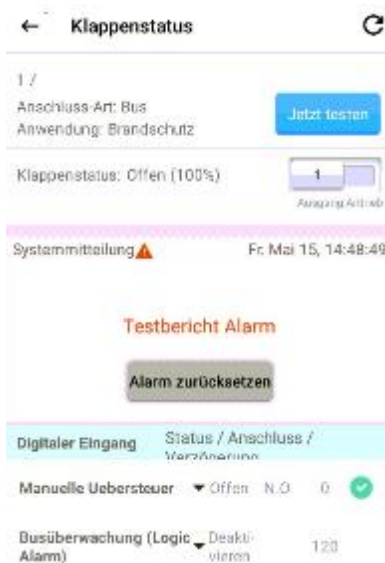 Klappenstatus
1 /
Anschluss-Art: Bus
Anwendung: Brandschutz
Jetzt testen
Klappenstatus: Offen (100%)
1
Ausgang Antrieb
Systemmitteilung
Fr. Mai 15, 14:48:49
Testbericht Alarm
Alarm zurücksetzen
Digitaler Eingang
Status / Anschluss /
Verzögerung
Manuelle Uebersteuer Offen N.O 0
Busüberwachung (Logic Alarm) Deakti-
vieren 120